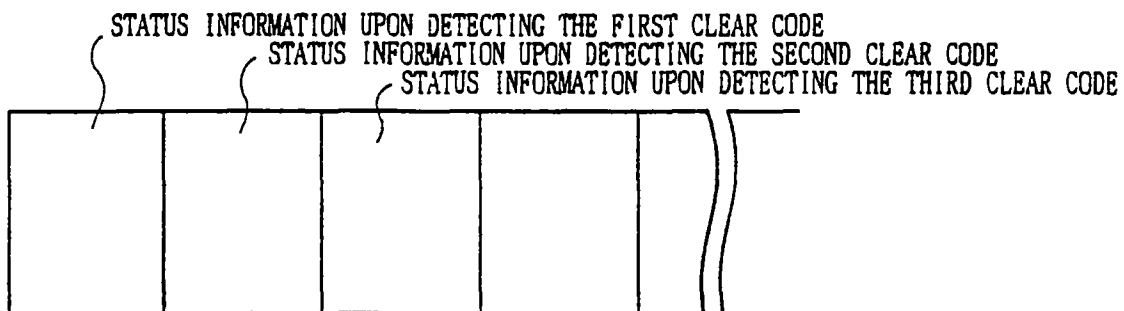 STATUS INFORMATION UPON DETECTING THE FIRST CLEAR CODE
STATUS INFORMATION UPON DETECTING THE SECOND CLEAR CODE
STATUS INFORMATION UPON DETECTING THE THIRD CLEAR CODE